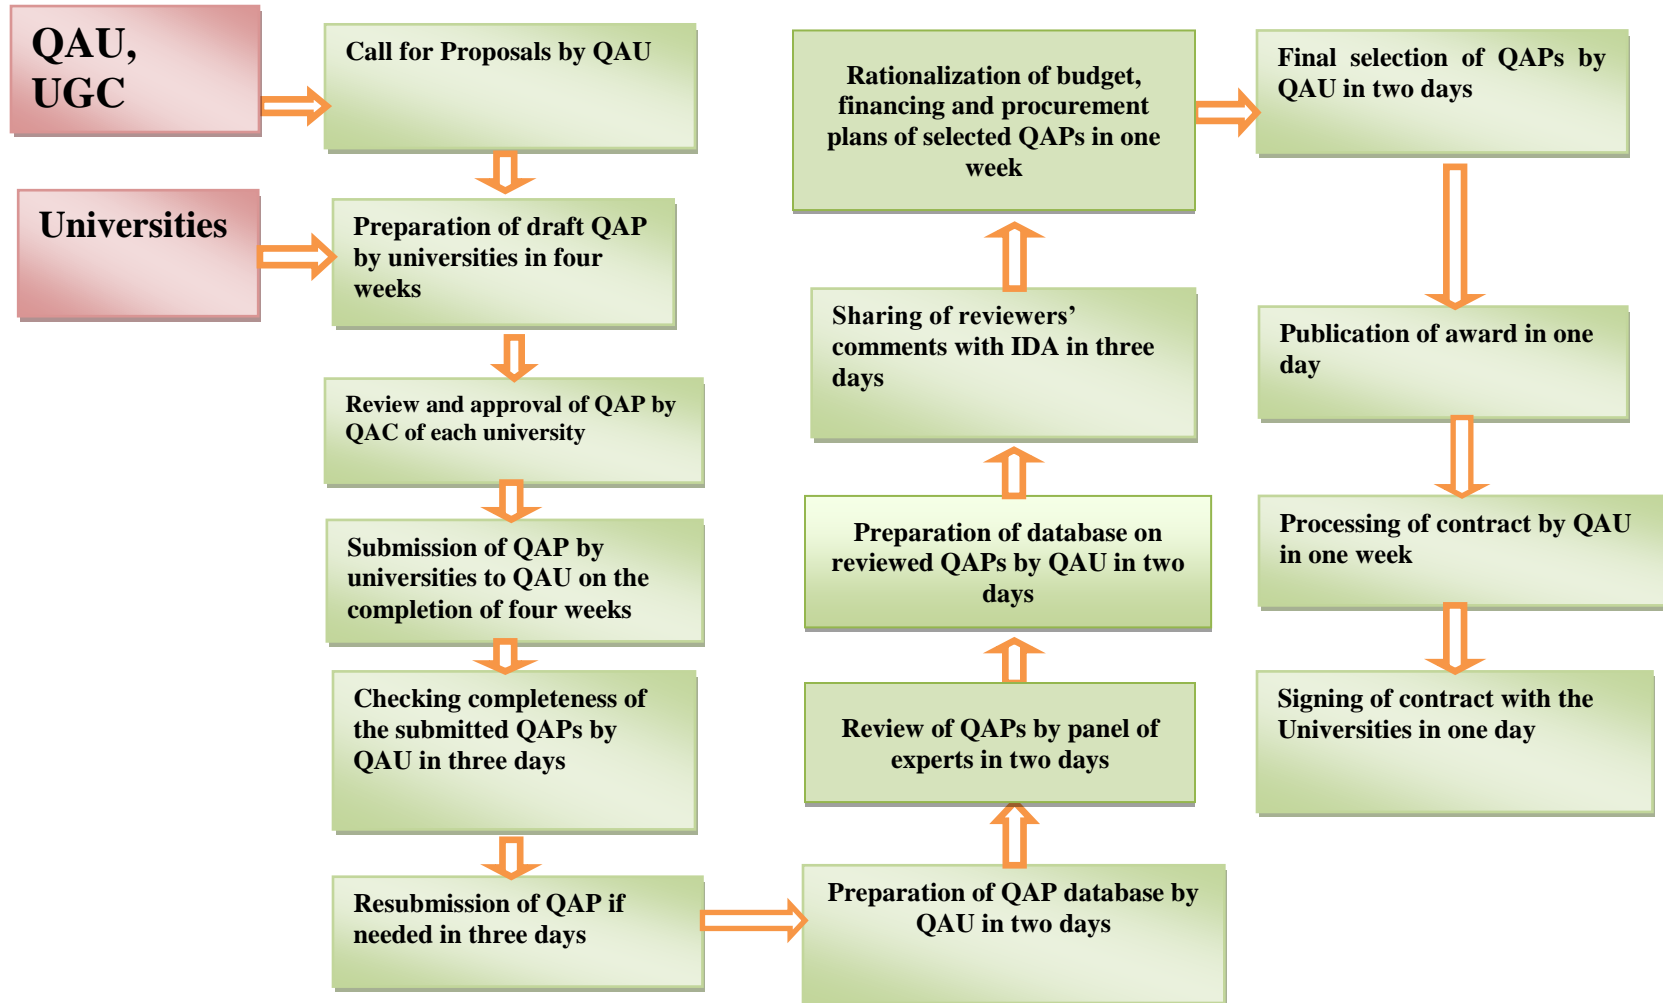 QAU,
UGC
Universities
Call for Proposals by QAU
Preparation of draft QAP
by universities in four
weeks
Review and approval of QAP by
QAC of each university
Submission of QAP by
universities to QAU on the
completion of four weeks
Checking completeness of
the submitted QAPs by
QAU in three days
Resubmission of QAP if
needed in three days
Preparation of QAP database by
QAU in two days
Review of QAPs by panel of
experts in two days
Preparation of database on
reviewed QAPs by QAU in two
days
Sharing of reviewers’
comments with IDA in three
days
Rationalization of budget,
financing and procurement
plans of selected QAPs in one
week
Final selection of QAPs by
QAU in two days
Publication of award in one
day
Processing of contract by QAU
in one week
Signing of contract with the
Universities in one day